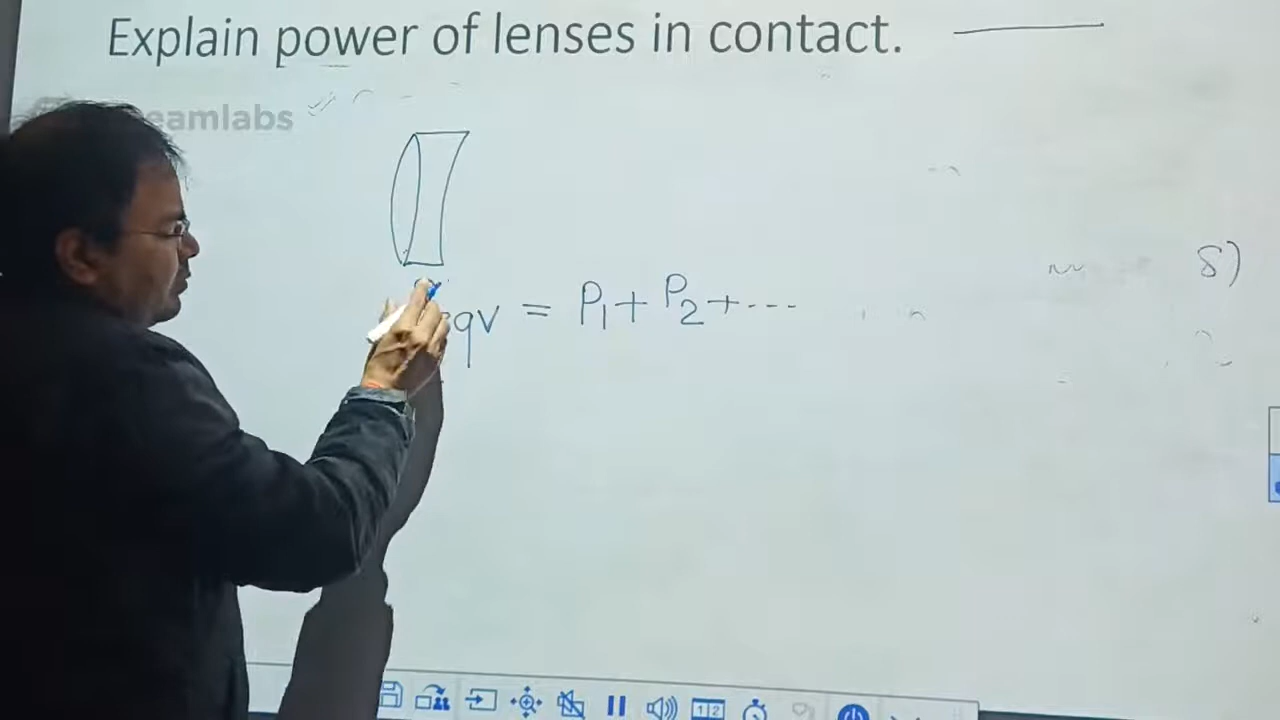 Explain power of lenses in contact.
eamlabs
qv = P1 + P2 + ---
8)